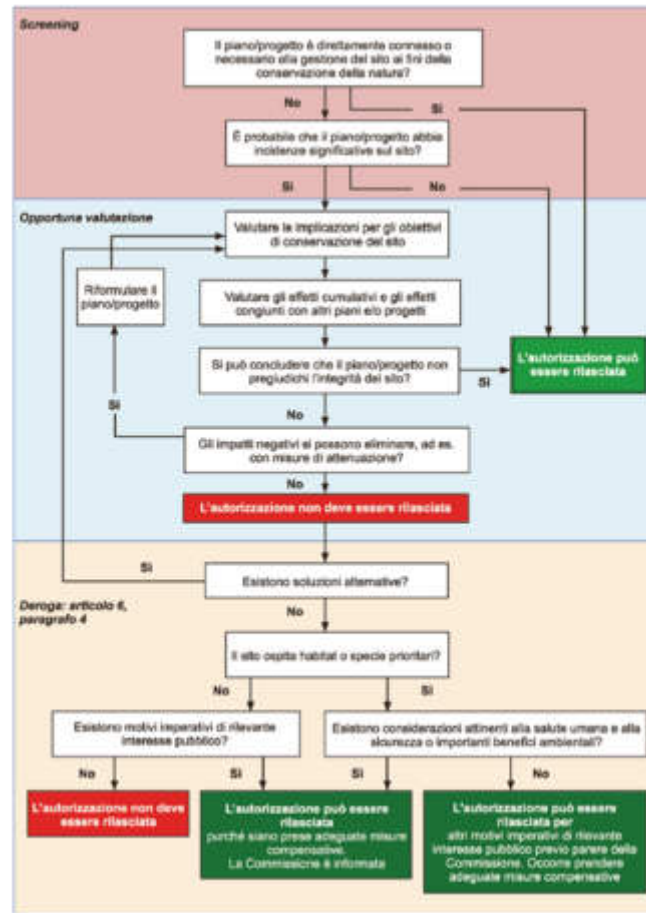 Screening
Il piano/progetto è direttamente connesso o
necessario alla gestione del sito ai fini della
conservazione della natura?
No
Sì
È probabile che il piano/progetto abbia
incidenze significative sul sito?
Sì
No
Opportuna valutazione
Valutare le implicazioni per gli obiettivi
di conservazione del sito
Riformulare il
piano/progetto
Valutare gli effetti cumulativi e gli effetti
congiunti con altri piani e/o progetti
L'autorizzazione può
essere rilasciata
Si può concludere che il piano/progetto non
pregiudichi l'integrità del sito?
Sì
Sì
No
Gli impatti negativi si possono eliminare, ad es.
con misure di attenuazione?
No
L'autorizzazione non deve essere rilasciata
Sì
Esistono soluzioni alternative?
Deroga: articolo 6,
paragrafo 4
No
Il sito ospita habitat o specie prioritari?
No
Sì
Esistono motivi imperativi di rilevante
interesse pubblico?
Esistono considerazioni attinenti alla salute umana e alla
sicurezza o importanti benefici ambientali?
No
Sì
Sì
No
L'autorizzazione non deve
essere rilasciata
L'autorizzazione può essere
rilasciata
purché siano prese adeguate misure
compensative.
La Commissione è informata
L'autorizzazione può essere
rilasciata per
altri motivi imperativi di rilevante
interesse pubblico previo parere della
Commissione. Occorre prendere
adeguate misure compensative